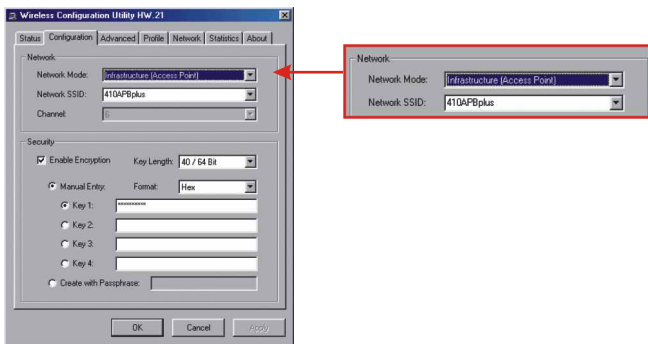 Wireless Configuration Utility HW.21
Status Configuration Advanced Profile Network Statistics About
Network
Network Mode: Infrastructure (Access Point)
Network SSID: 410APBplus
Channel: 6
Security
Enable Encryption Key Length: 40 / 64 Bit
Manual Entry: Format: Hex
Key 1: **********
Key 2:
Key 3:
Key 4:
Create with Passphrase:
OK Cancel Apply
Network
Network Mode: Infrastructure (Access Point)
Network SSID: 410APBplus